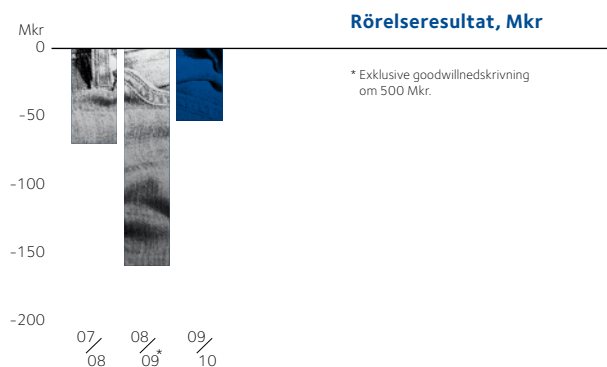 Rörelseresultat, Mkr
Mkr
0
-50
-100
-150
-200
* Exklusive goodwillnedskrivning
om 500 Mkr.
07/08
08/09*
09/10